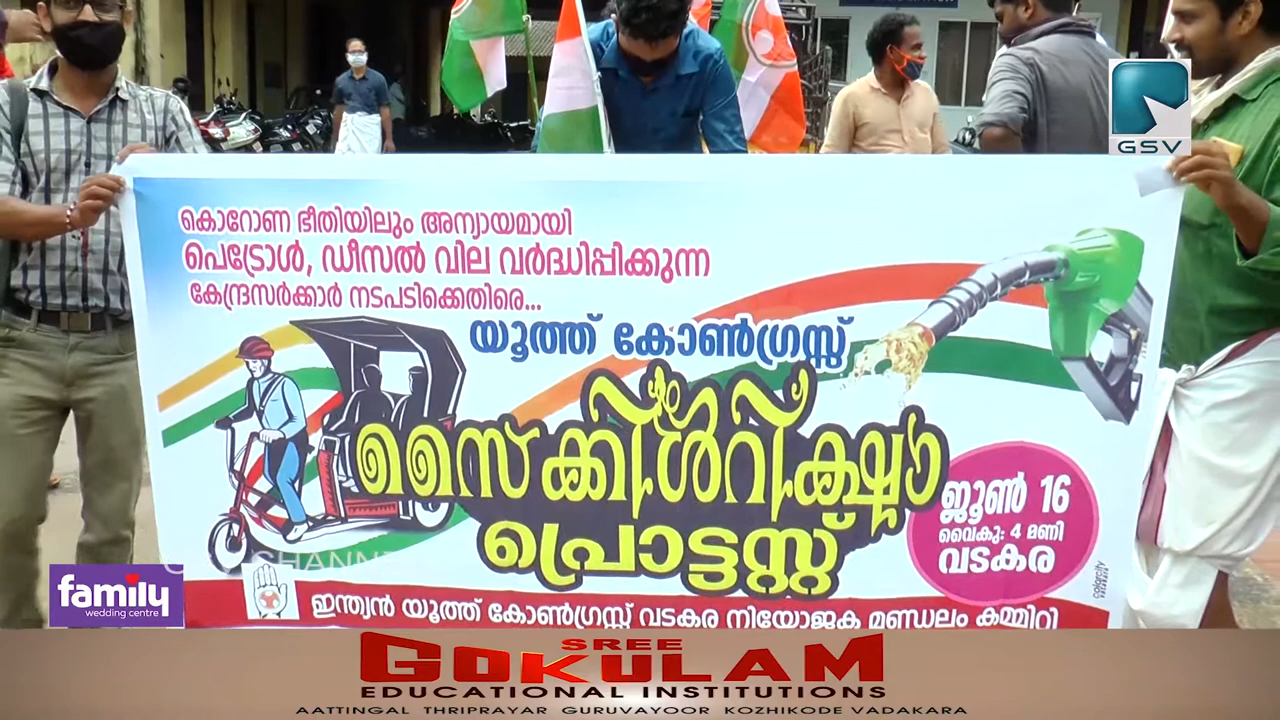 GSV
കൊറോണ ഭീതിയിലും അന്യായമായി
പെട്രോൾ, ഡീസൽ വില വർദ്ധിപ്പിക്കുന്ന
കേന്ദ്രസർക്കാർ നടപടിക്കെതിരെ...
യൂത്ത് കോൺഗ്രസ്സ്
സൈക്കിൾറിക്ഷാ
പ്രൊട്ടസ്റ്റ്
ജൂൺ 16
വൈകു: 4 മണി
വടകര
ഇന്ത്യൻ യൂത്ത് കോൺഗ്രസ്സ് വടകര നിയോജക മണ്ഡലം കമ്മിറ്റി
family
wedding centre
SREE
GOKULAM
EDUCATIONAL INSTITUTIONS
AATTINGAL THRIPRAYAR GURUVAYOOR KOZHIKODE VADAKARA